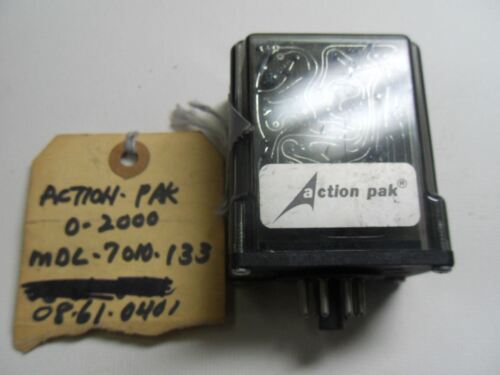 ACTION-PAK
0-2000
MDL-7010-133
08-61-0401
action pak®